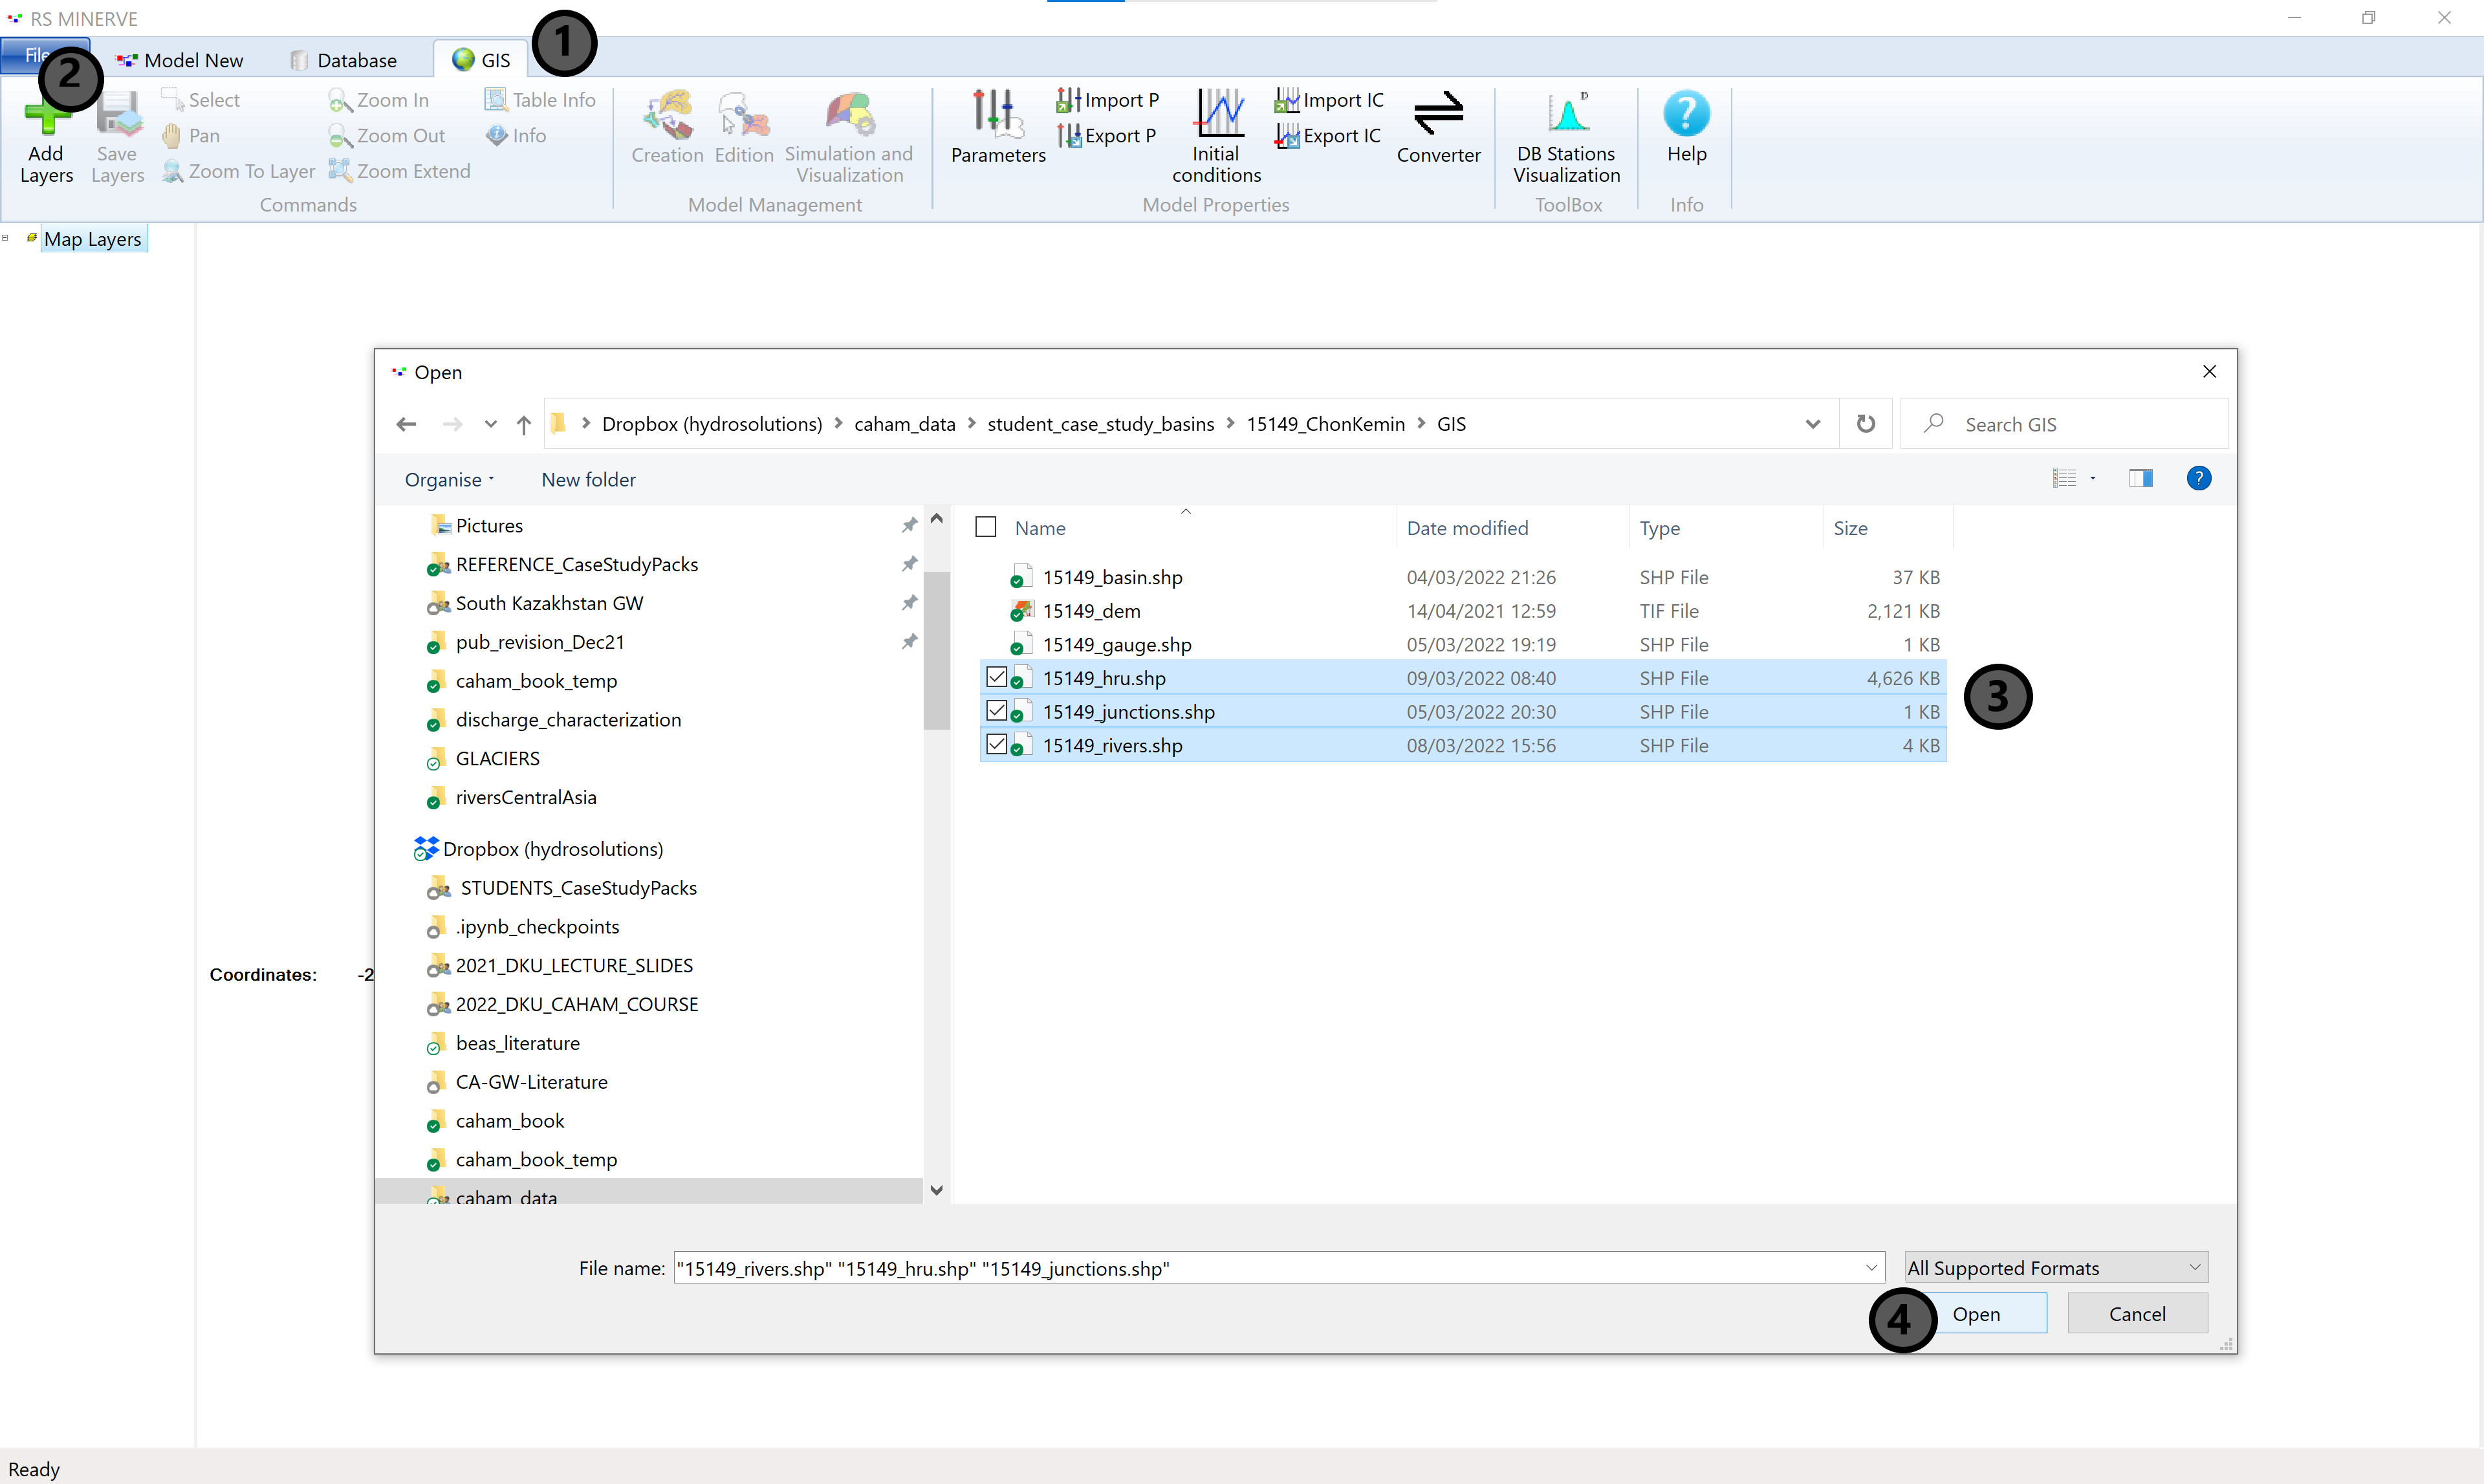 RS MINERVE
File Model New Database GIS 1
2
Add Layers
Save Layers
Select
Pan
Zoom To Layer
Zoom In
Zoom Out
Zoom Extend
Table Info
Info
Commands
Creation
Edition
Simulation and Visualization
Model Management
Parameters
Import P
Export P
Initial conditions
Import IC
Export IC
Converter
Model Properties
DB Stations Visualization
ToolBox
Help
Info
Map Layers
Coordinates: -2
Open
Dropbox (hydrosolutions) > caham_data > student_case_study_basins > 15149_ChonKemin > GIS
Search GIS
Organise New folder
Pictures
REFERENCE_CaseStudyPacks
South Kazakhstan GW
pub_revision_Dec21
caham_book_temp
discharge_characterization
GLACIERS
riversCentralAsia
Dropbox (hydrosolutions)
STUDENTS_CaseStudyPacks
.ipynb_checkpoints
2021_DKU_LECTURE_SLIDES
2022_DKU_CAHAM_COURSE
beas_literature
CA-GW-Literature
caham_book
caham_book_temp
caham_data
Name Date modified Type Size
15149_basin.shp 04/03/2022 21:26 SHP File 37 KB
15149_dem 14/04/2021 12:59 TIF File 2,121 KB
15149_gauge.shp 05/03/2022 19:19 SHP File 1 KB
15149_hru.shp 09/03/2022 08:40 SHP File 4,626 KB
15149_junctions.shp 05/03/2022 20:30 SHP File 1 KB
15149_rivers.shp 08/03/2022 15:56 SHP File 4 KB
3
File name: "15149_rivers.shp" "15149_hru.shp" "15149_junctions.shp"
All Supported Formats
4 Open Cancel
Ready